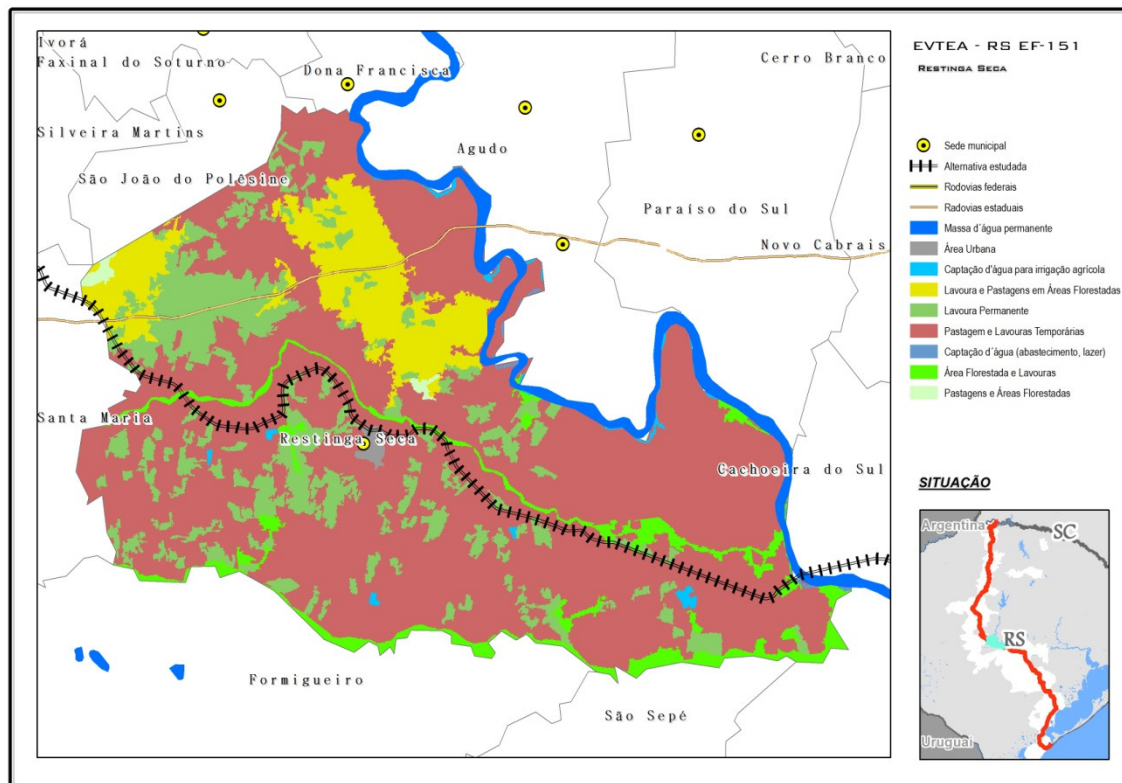 Ivorá
Faxinal do Soturno
Dona Francisca
Cerro Branco
Silveira Martins
Agudo
São João do Polêsine
Paraíso do Sul
Novo Cabrais
Santa Maria
Restinga Seca
Cachoeira do Sul
Formigueiro
São Sepé
EVTEA - RS EF-151
Restinga Seca
Sede municipal
Alternativa estudada
Rodovias federais
Radovias estaduais
Massa d´água permanente
Área Urbana
Captação d'água para irrigação agrícola
Lavoura e Pastagens em Áreas Florestadas
Lavoura Permanente
Pastagem e Lavouras Temporárias
Captação d´água (abastecimento, lazer)
Área Florestada e Lavouras
Pastagens e Áreas Florestadas
SITUAÇÃO
Argentina
SC
RS
Uruguai